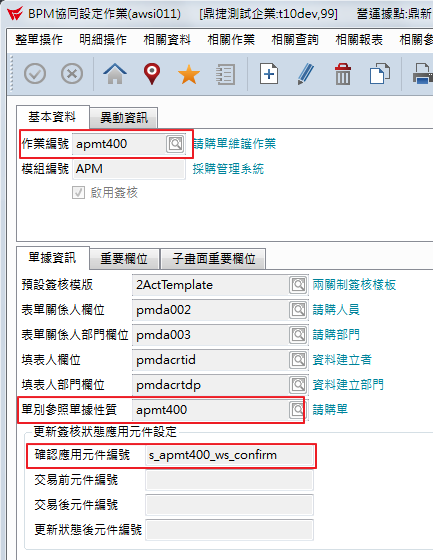 BPM協同設定作業(awsi011) [鼎捷測試企業:t10dev,99] 營運據點:鼎新
整單操作 明細操作 相關資料 相關作業 相關查詢 相關報表 相關
基本資料 異動資訊
作業編號 apmt400 請購單維護作業
模組編號 APM 採購管理系統
啟用簽核
單據資訊 重要欄位 子畫面重要欄位
預設簽核模版 2ActTemplate 兩關制簽核樣板
表單關係人欄位 pmda002 請購人員
表單關係人部門欄位 pmda003 請購部門
填表人欄位 pmdacrtid 資料建立者
填表人部門欄位 pmdacrtdp 資料建立部門
單別參照單據性質 apmt400 請購單
更新簽核狀態應用元件設定
確認應用元件編號 s_apmt400_ws_confirm
交易前元件編號
交易後元件編號
更新狀態後元件編號